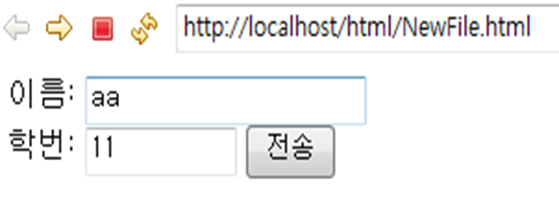 http://localhost/html/NewFile.html
이름: aa
학번: 11 전송